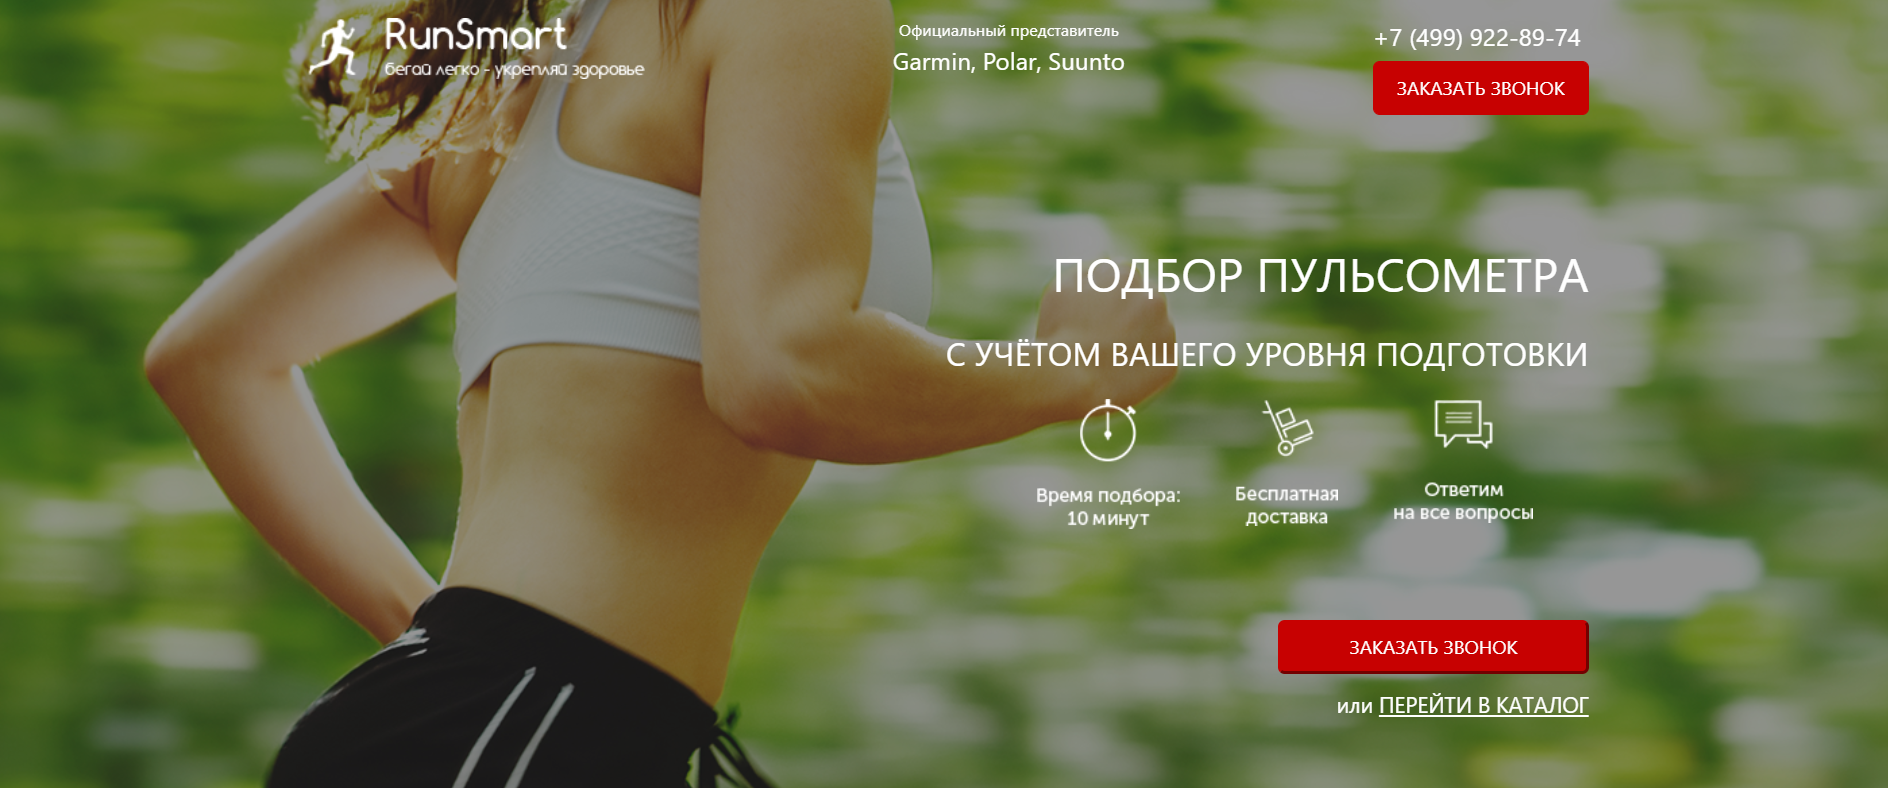 RunSmart
бегай легко - укрепляй здоровье
Официальный представитель
Garmin, Polar, Suunto
+7 (499) 922-89-74
ЗАКАЗАТЬ ЗВОНОК
ПОДБОР ПУЛЬСОМЕТРА
С УЧЁТОМ ВАШЕГО УРОВНЯ ПОДГОТОВКИ
Время подбора:
10 минут
Бесплатная
доставка
Ответим
на все вопросы
ЗАКАЗАТЬ ЗВОНОК
или ПЕРЕЙТИ В КАТАЛОГ